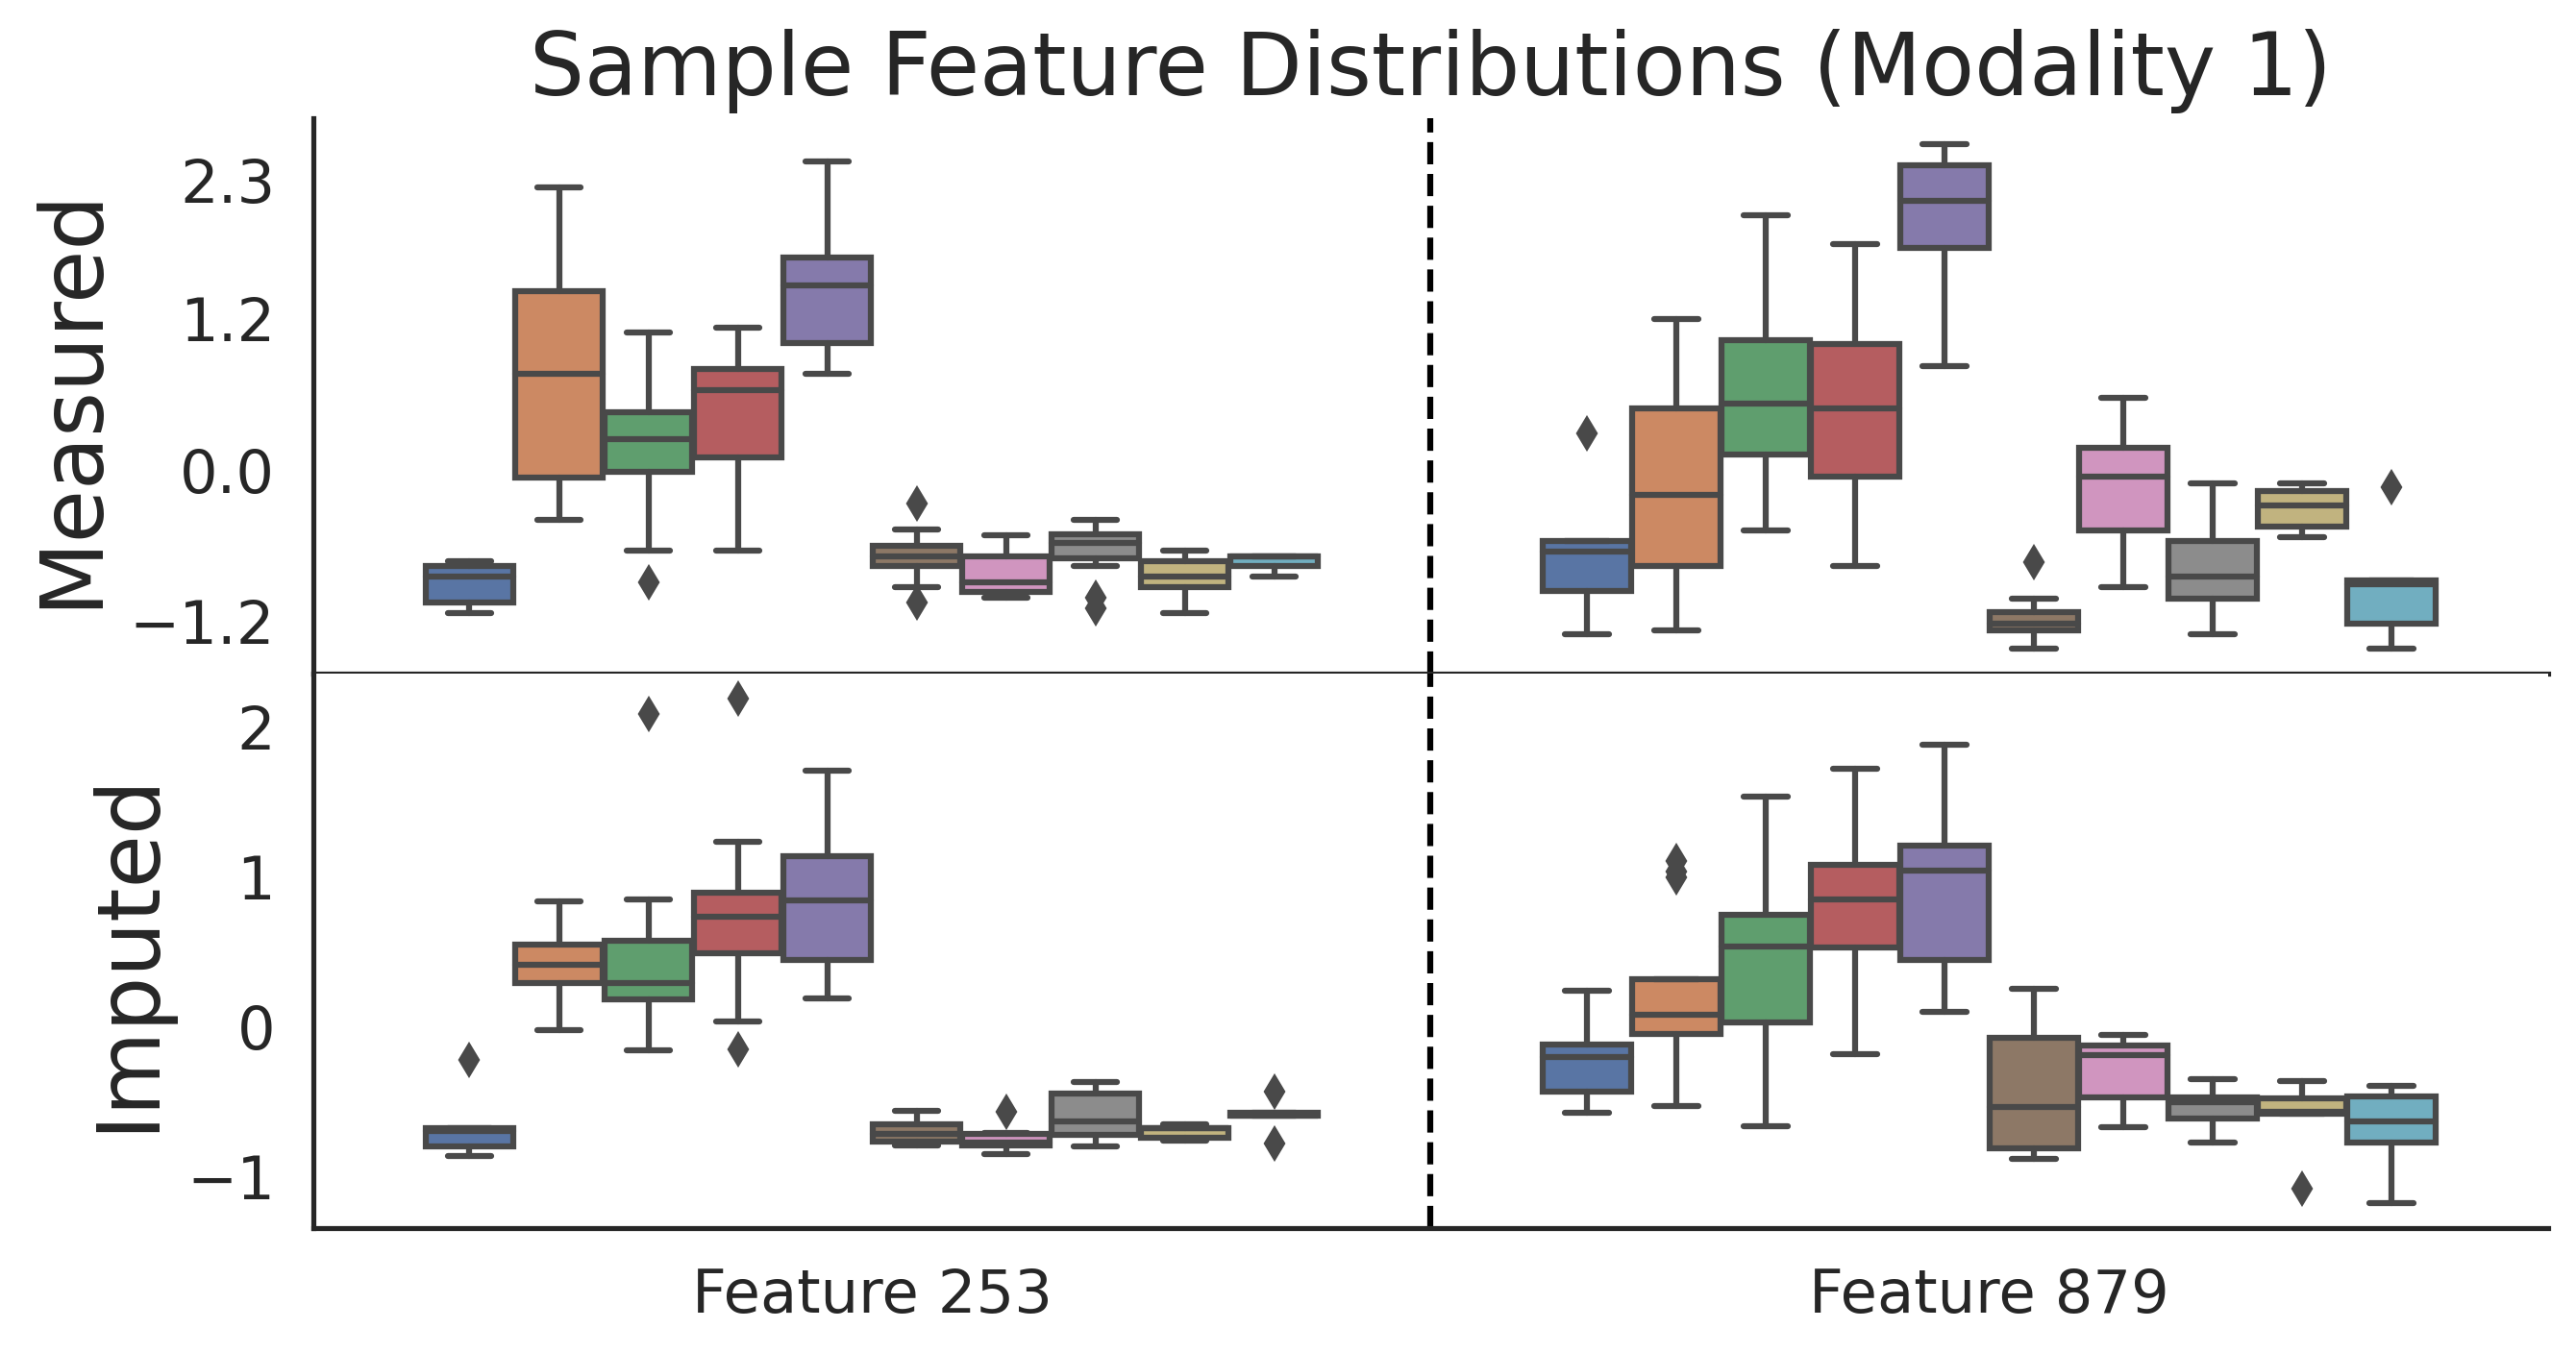 Sample Feature Distributions (Modality 1)
Measured
2.3
1.2
0.0
−1.2
Imputed
2
1
0
−1
Feature 253
Feature 879